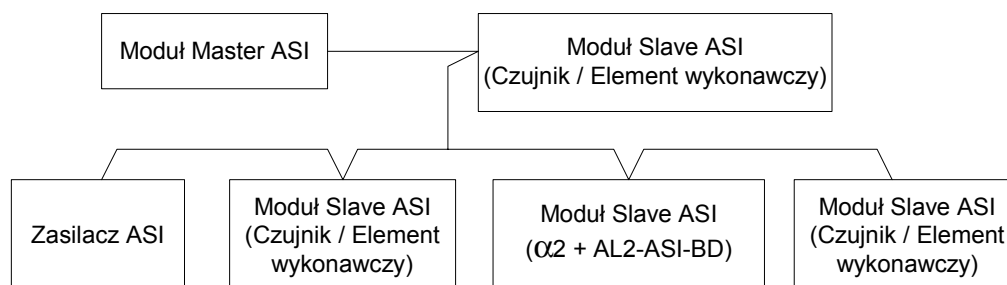 Moduł Master ASI
Moduł Slave ASI
(Czujnik / Element wykonawczy)
Zasilacz ASI
Moduł Slave ASI
(Czujnik / Element
wykonawczy)
Moduł Slave ASI
(α2 + AL2-ASI-BD)
Moduł Slave ASI
(Czujnik / Element
wykonawczy)